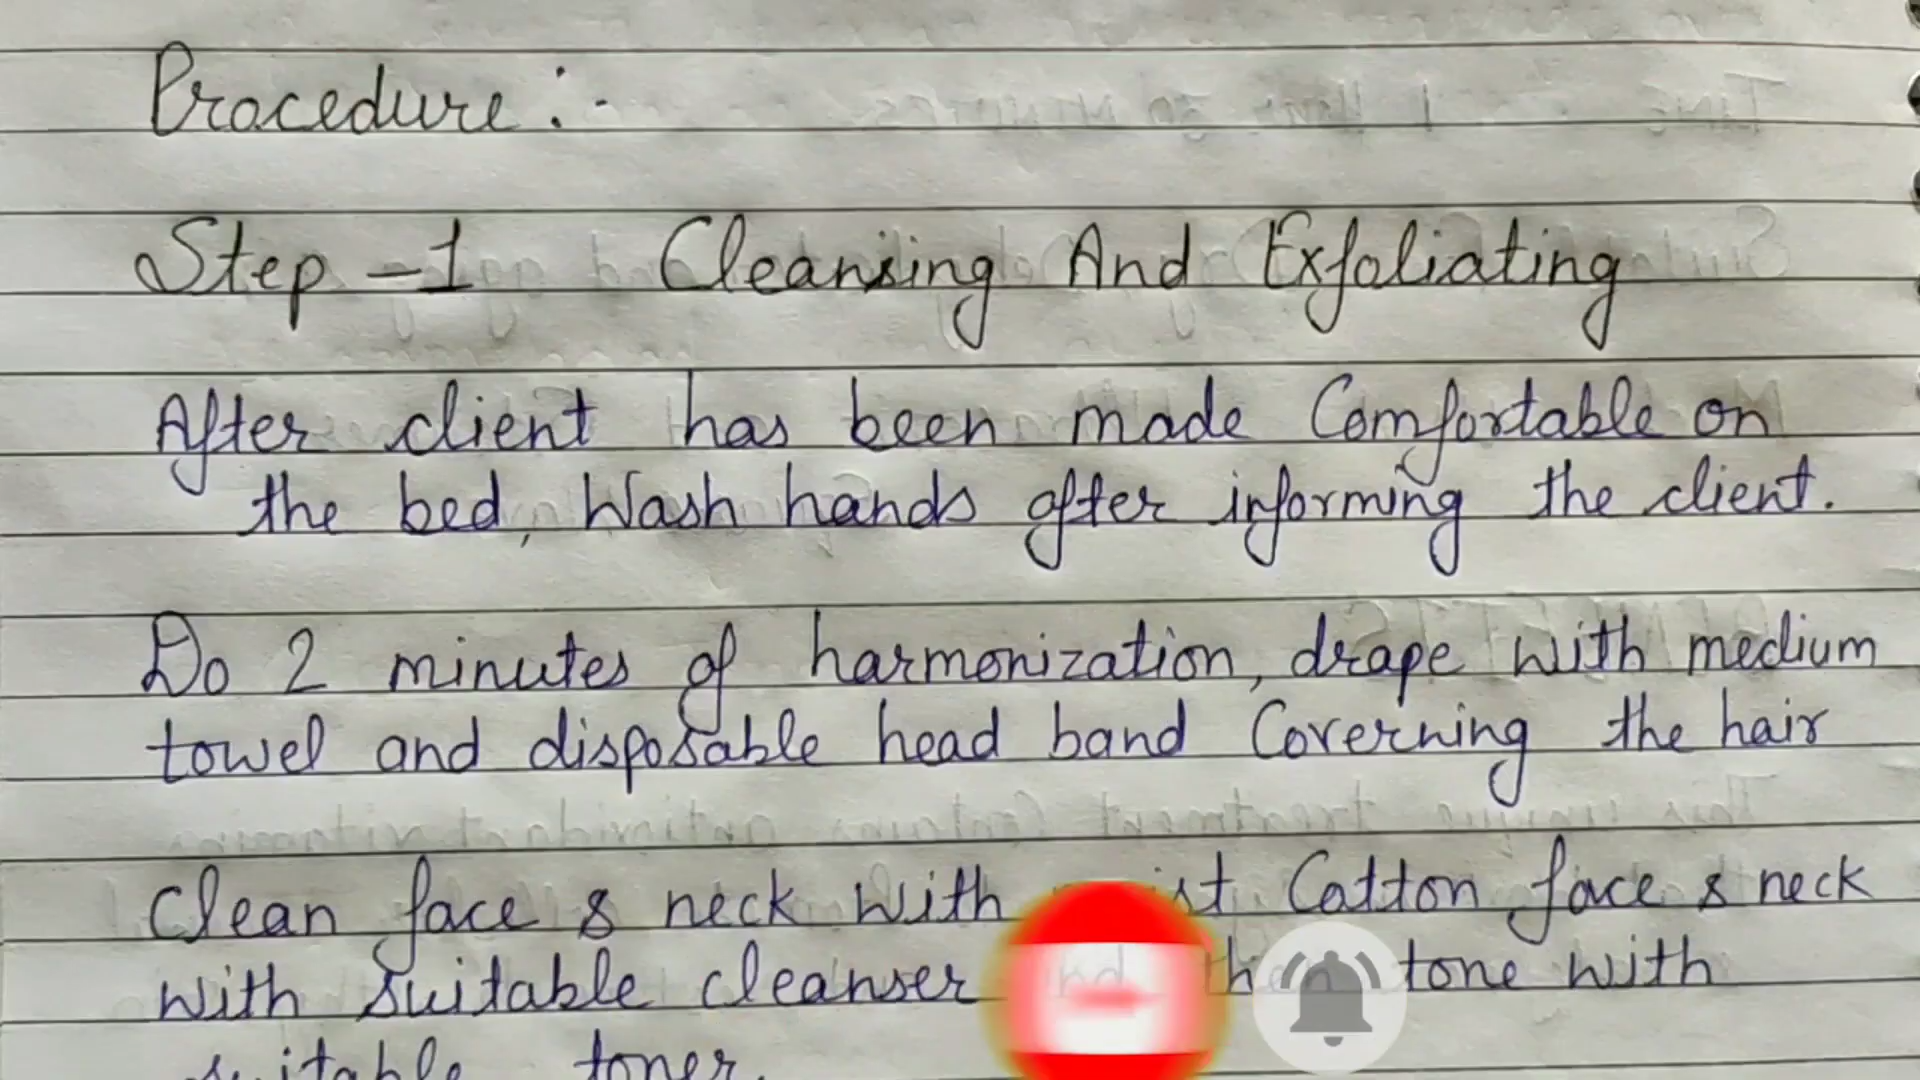 Procedure :-
Step -1 Cleansing And Exfoliating
After client has been made Comfortable on
the bed, Wash hands after informing the client.
Do 2 minutes of harmonization, drape with medium
towel and disposable head band Coverning the hair
Clean face & neck with Cotton face & neck
with suitable cleanser tone with
suitable toner.